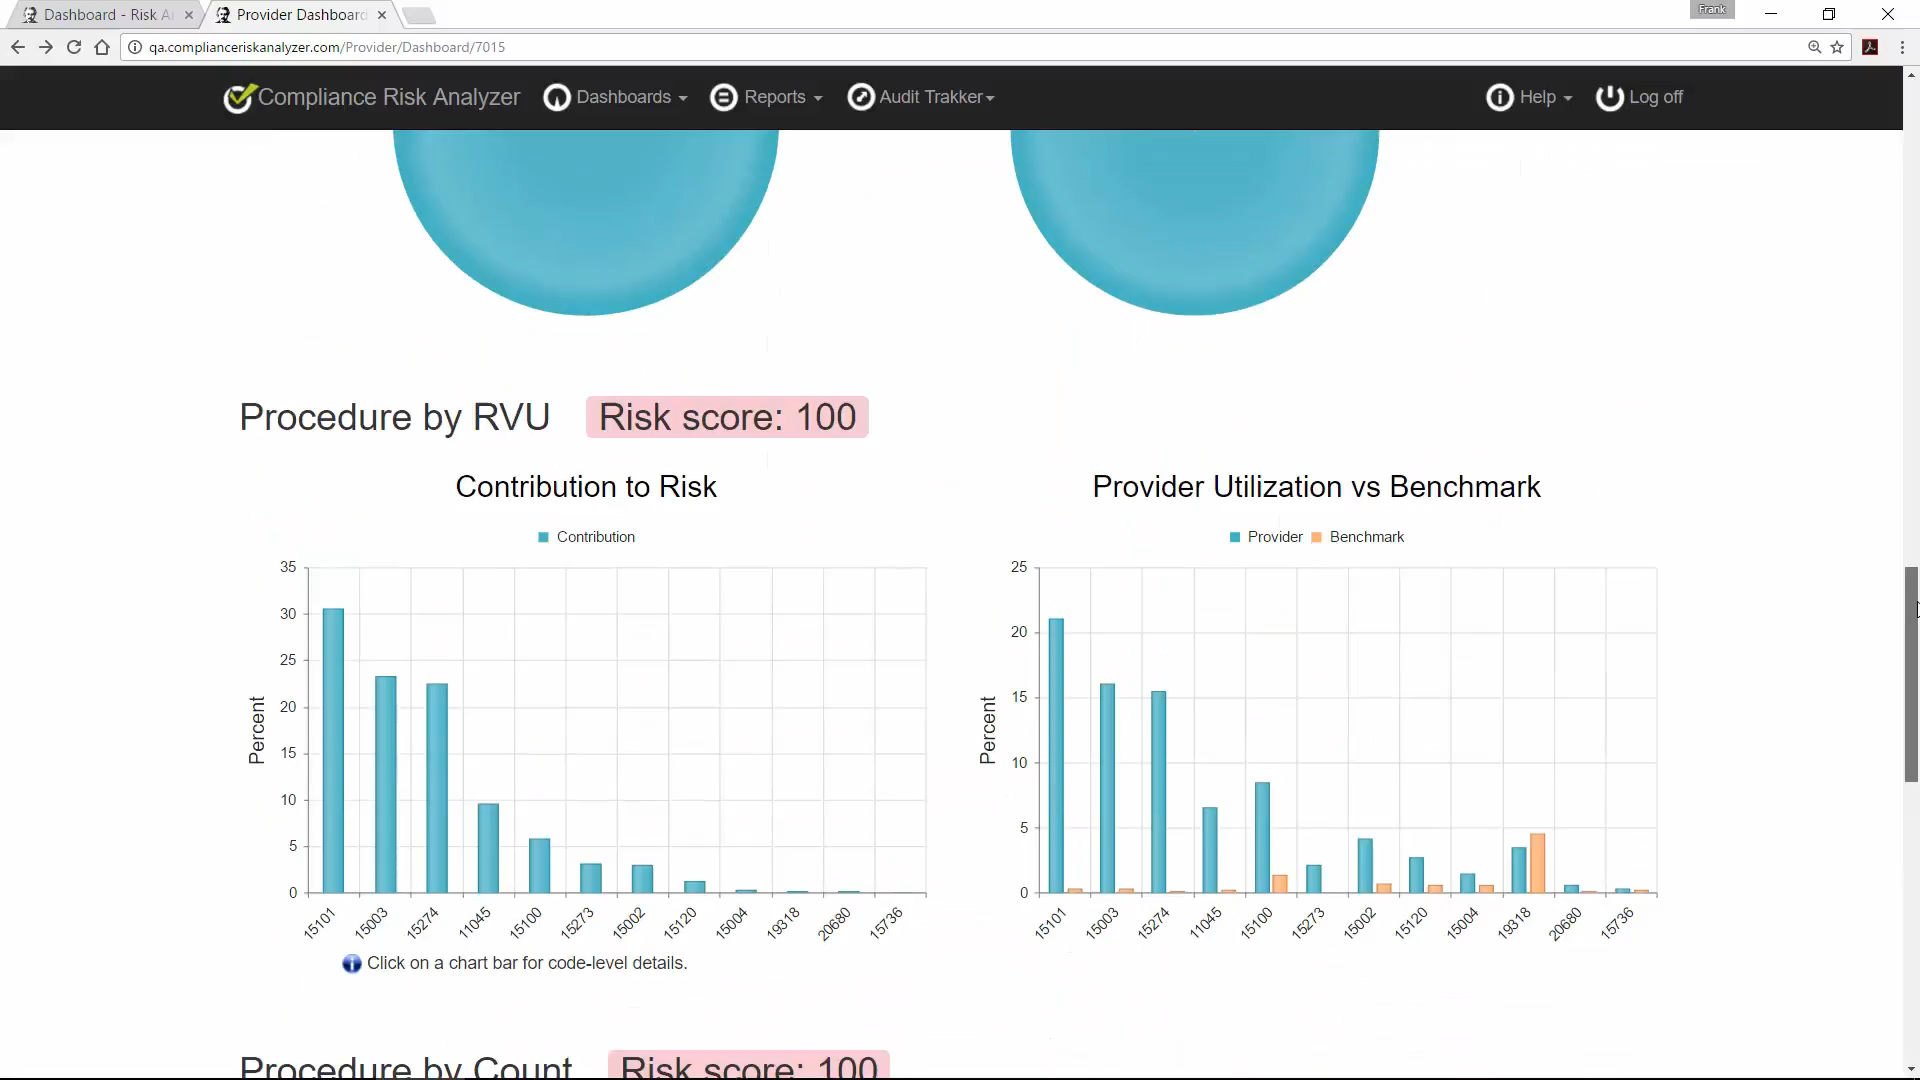 Dashboard - Risk A
Provider Dashboard
Frank
qa.complianceriskanalyzer.com/Provider/Dashboard/7015
Compliance Risk Analyzer
Dashboards
Reports
Audit Trakker
Help
Log off
Procedure by RVU
Risk score: 100
Contribution to Risk
Contribution
Percent
35
30
25
20
15
10
5
0
15101
15003
15274
11045
15100
15273
15002
15120
15004
19318
20680
15736
Click on a chart bar for code-level details.
Provider Utilization vs Benchmark
Provider
Benchmark
Percent
25
20
15
10
5
0
15101
15003
15274
11045
15100
15273
15002
15120
15004
19318
20680
15736
Procedure by Count
Risk score: 100